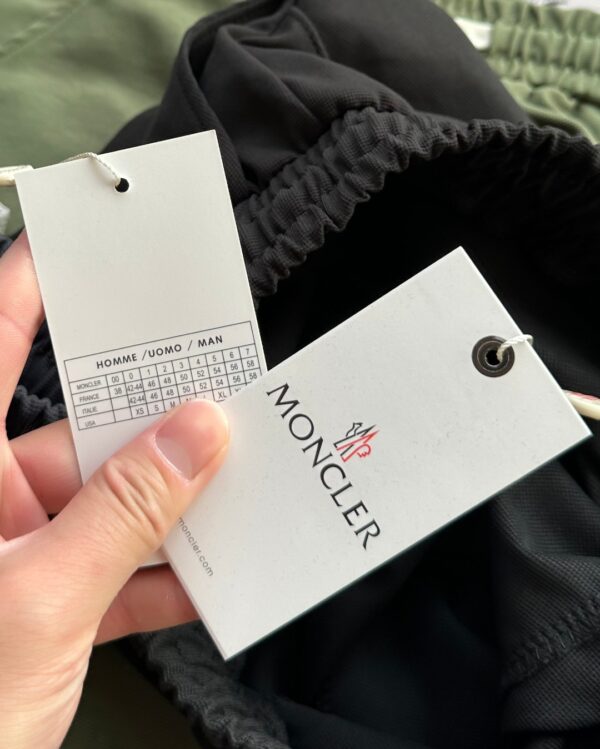 HOMME /UOMO / MAN
MONCLER 00 0 1 2 3 4 5 6 7
FRANCE 38 42-44 46 48 50 52 54 56 58
ITALIE 42-44 46 48 50 52 54 56 58
USA XS S M XL
MONCLER
moncler.com